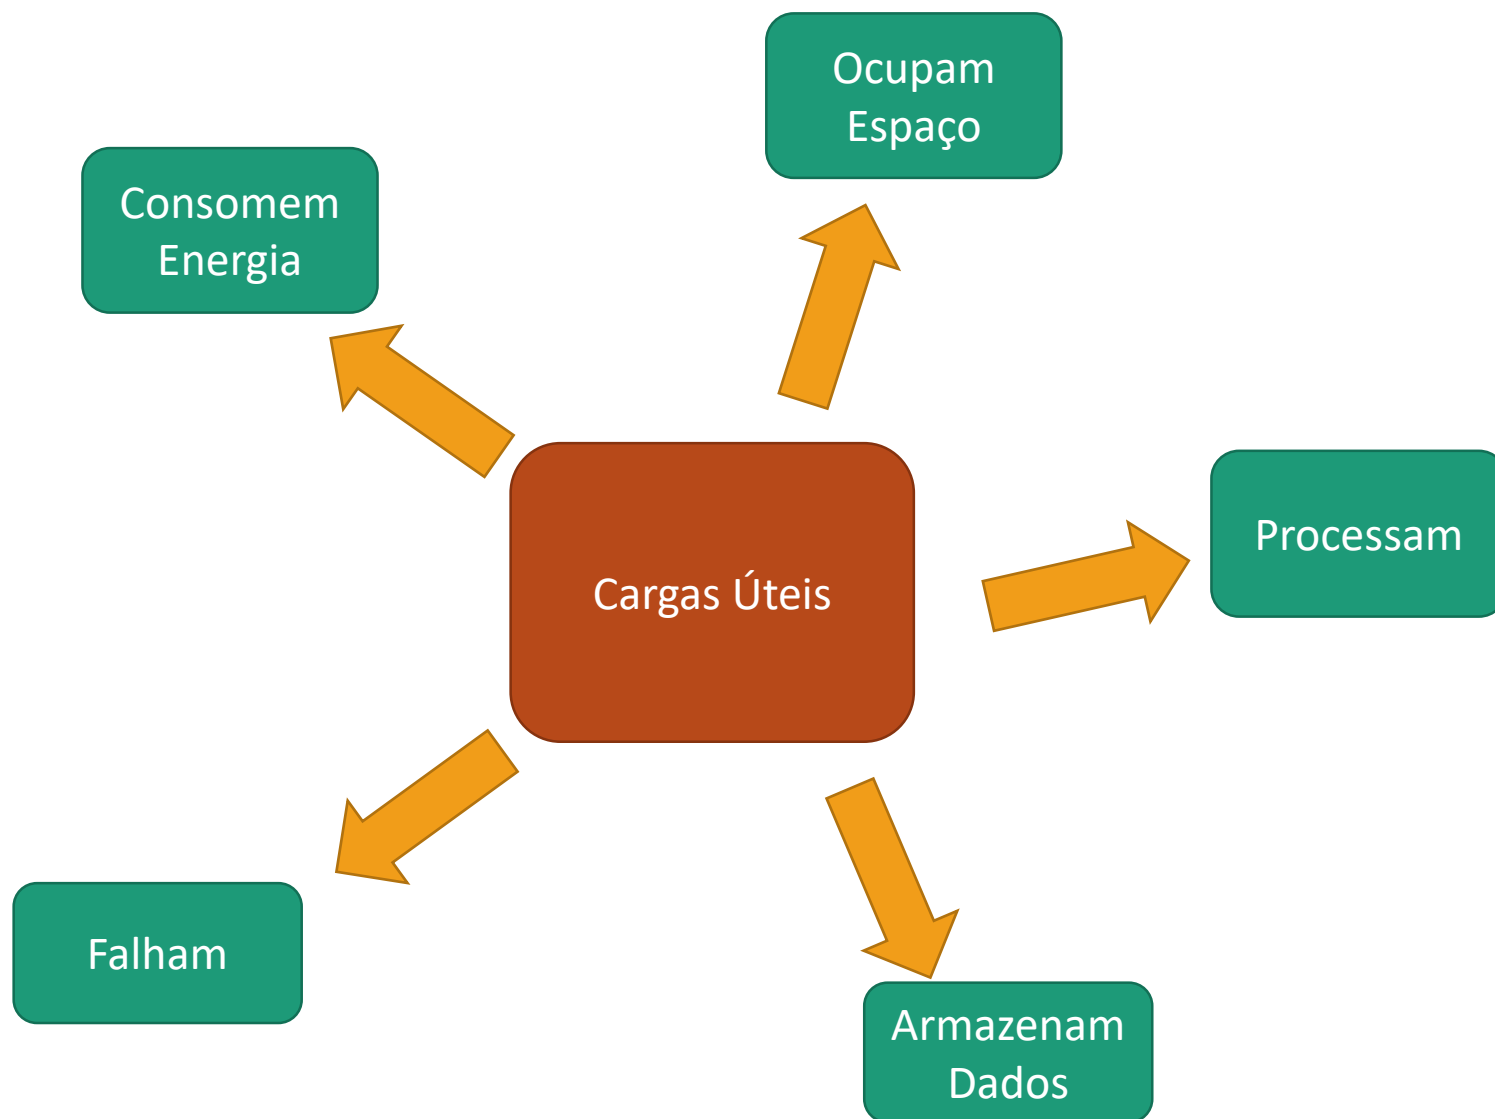 Ocupam
Espaço
Consomem
Energia
Processam
Cargas Úteis
Falham
Armazenam
Dados